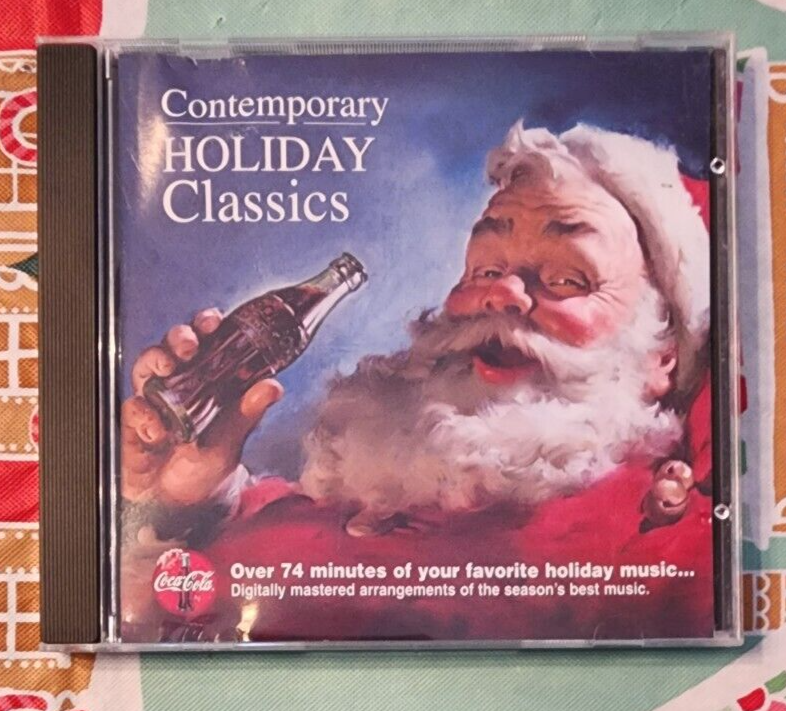 Contemporary
HOLIDAY
Classics
Coca-Cola
Over 74 minutes of your favorite holiday music...
Digitally mastered arrangements of the season's best music.